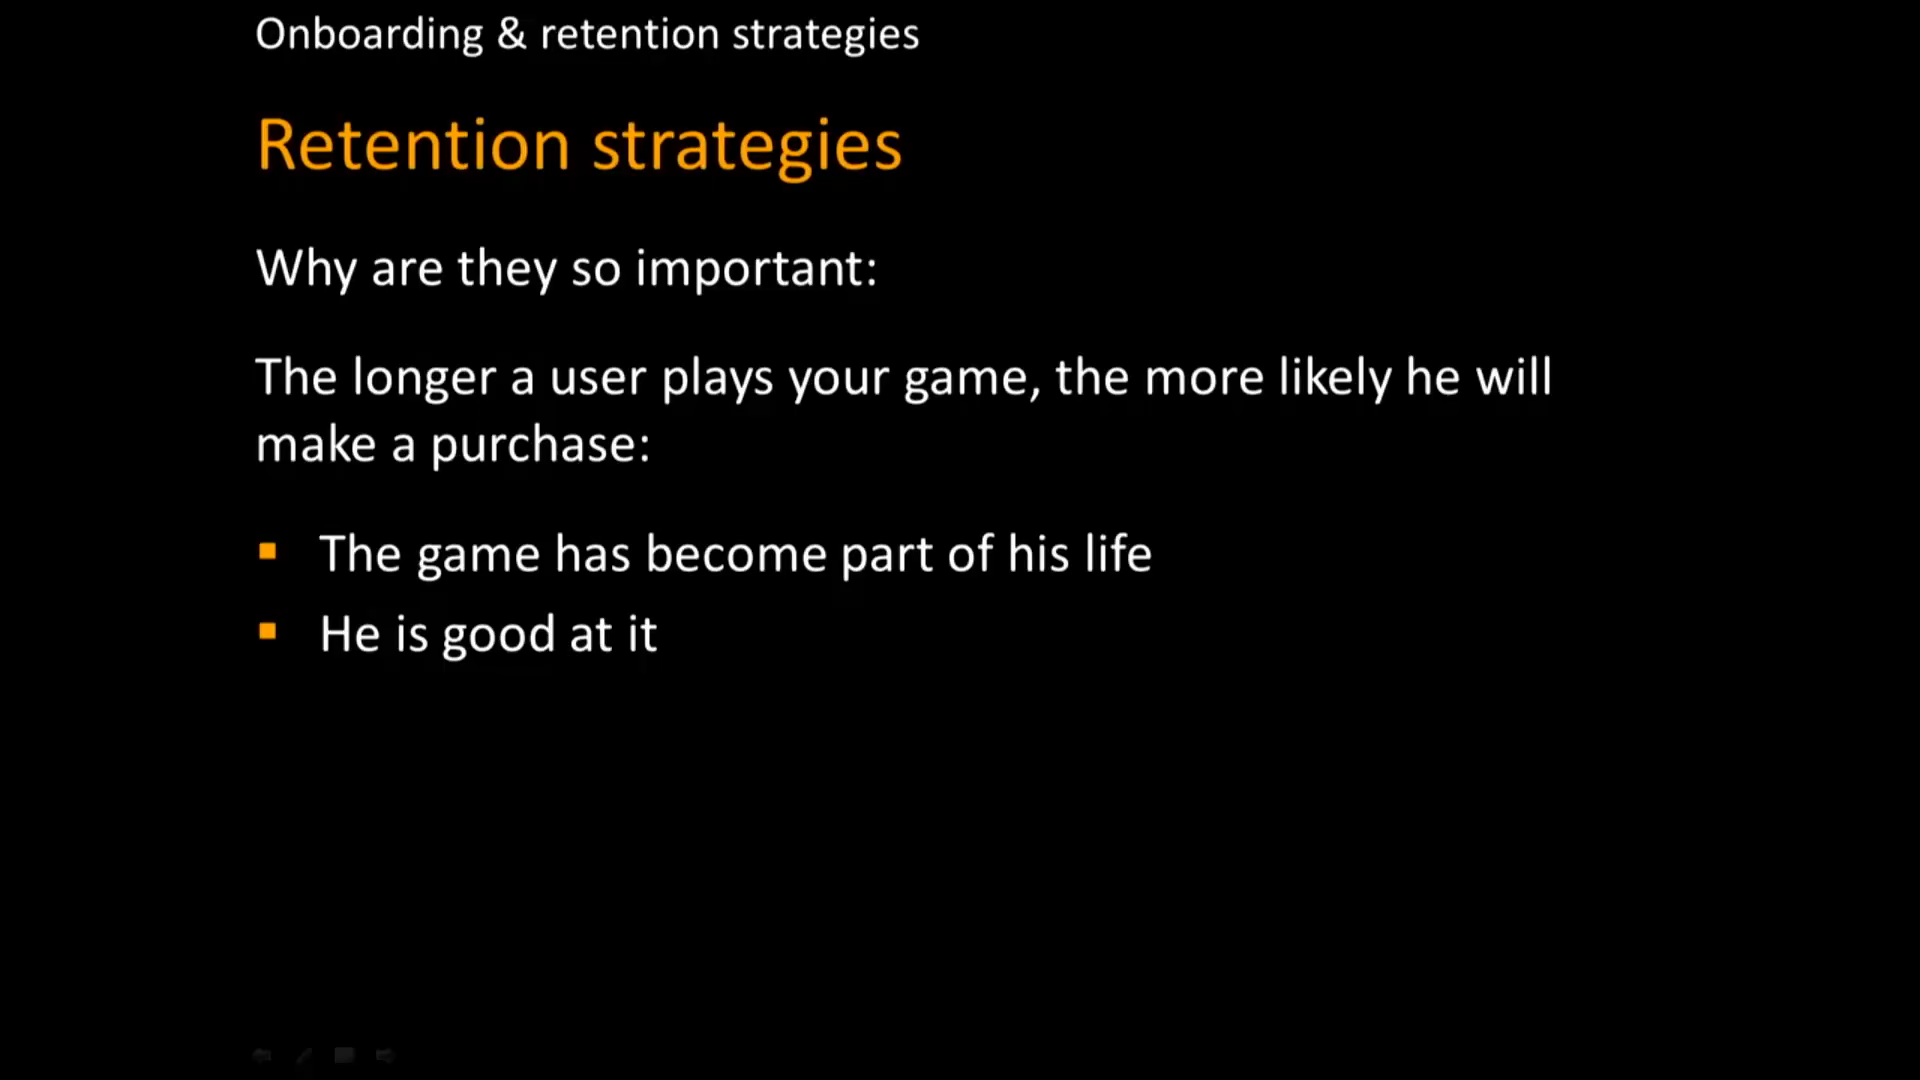 Onboarding & retention strategies
Retention strategies
Why are they so important:
The longer a user plays your game, the more likely he will
make a purchase:
▪ The game has become part of his life
▪ He is good at it